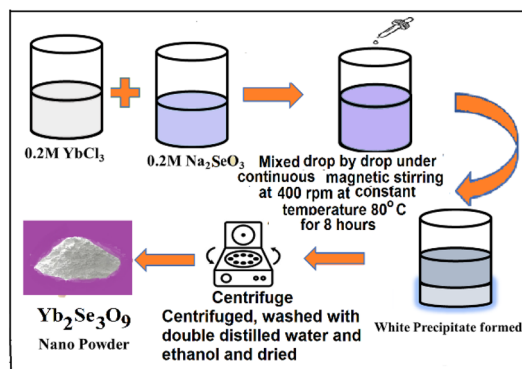 0.2M YbCl₃
0.2M Na₂SeO₃
Mixed drop by drop under
continuous magnetic stirring
at 400 rpm at constant
temperature 80°C
for 8 hours
White Precipitate formed
Centrifuge
Centrifuged, washed with
double distilled water and
ethanol and dried
Yb₂Se₃O₉
Nano Powder